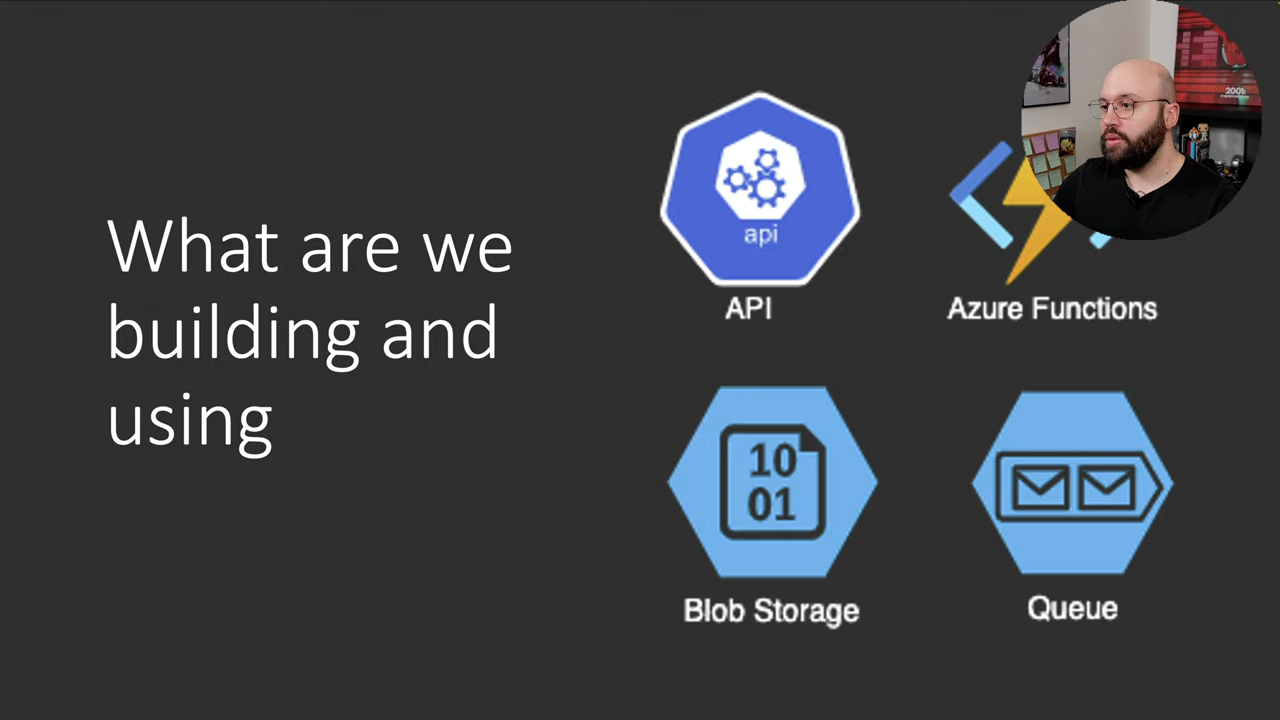 What are we
building and
using
api
API
Azure Functions
10
01
Blob Storage
Queue